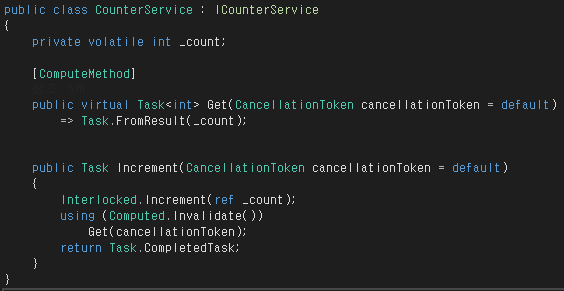 public class CounterService : ICounterService
{
    private volatile int _count;
    [ComputeMethod]
    public virtual Task<int> Get(CancellationToken cancellationToken = default)
        => Task.FromResult(_count);
    public Task Increment(CancellationToken cancellationToken = default)
    {
        Interlocked.Increment(ref _count);
        using (Computed.Invalidate())
            Get(cancellationToken);
        return Task.CompletedTask;
    }
}